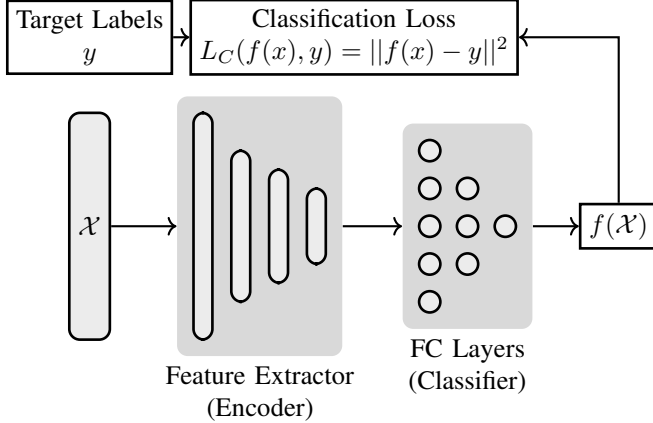 Target Labels
y
Classification Loss
L_C(f(x), y) = ||f(x) − y||²
𝒳
f(𝒳)
Feature Extractor
(Encoder)
FC Layers
(Classifier)